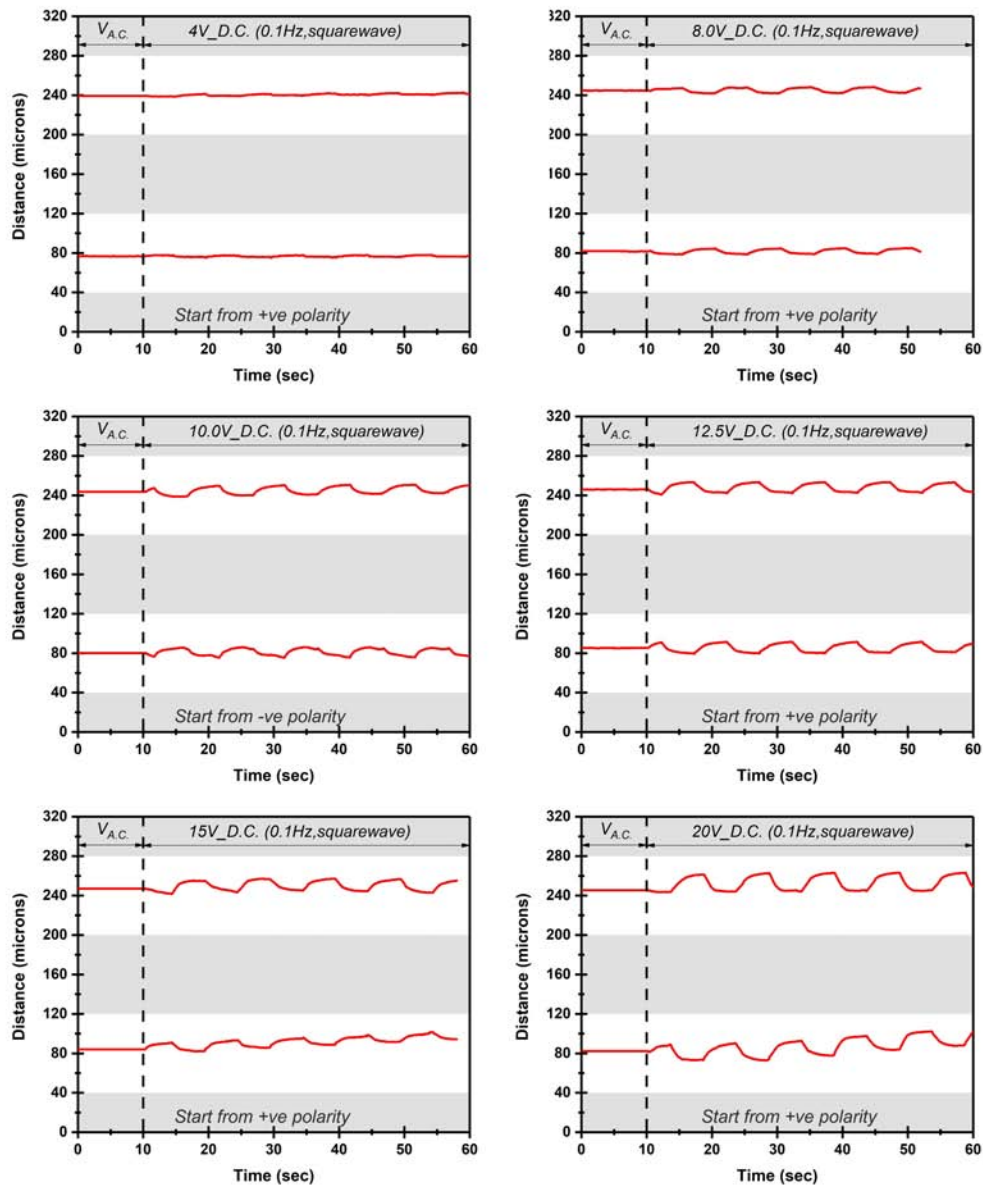 V_A.C. 4V_D.C. (0.1Hz,squarewave)
320
280
240
200
160
120
80
40
0
Distance (microns)
Start from +ve polarity
0 10 20 30 40 50 60
Time (sec)
V_A.C. 8.0V_D.C. (0.1Hz,squarewave)
320
280
240
200
160
120
80
40
0
Distance (microns)
Start from +ve polarity
0 10 20 30 40 50 60
Time (sec)
V_A.C. 10.0V_D.C. (0.1Hz,squarewave)
320
280
240
200
160
120
80
40
0
Distance (microns)
Start from -ve polarity
0 10 20 30 40 50 60
Time (sec)
V_A.C. 12.5V_D.C. (0.1Hz,squarewave)
320
280
240
200
160
120
80
40
0
Distance (microns)
Start from +ve polarity
0 10 20 30 40 50 60
Time (sec)
V_A.C. 15V_D.C. (0.1Hz,squarewave)
320
280
240
200
160
120
80
40
0
Distance (microns)
Start from +ve polarity
0 10 20 30 40 50 60
Time (sec)
V_A.C. 20V_D.C. (0.1Hz,squarewave)
320
280
240
200
160
120
80
40
0
Distance (microns)
Start from +ve polarity
0 10 20 30 40 50 60
Time (sec)